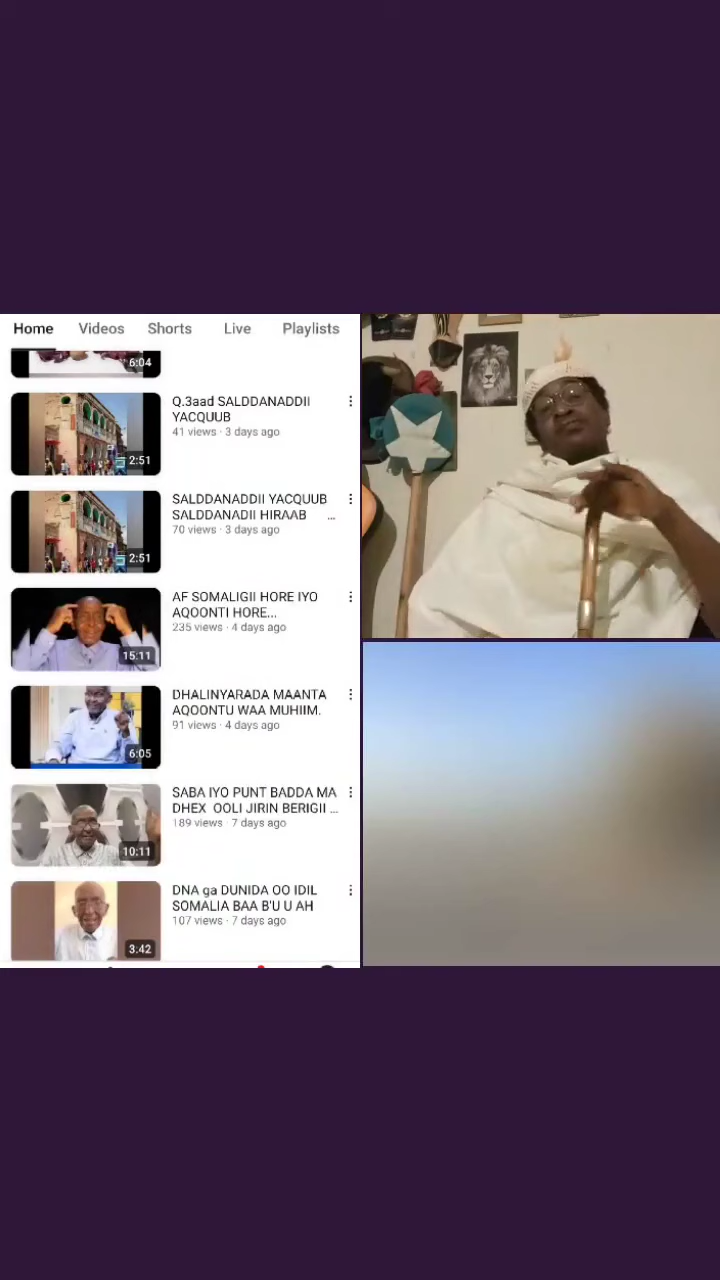 Home Videos Shorts Live Playlists
6:04
Q.3aad SALDDANADDII
YACQUUB
41 views · 3 days ago
2:51
SALDDANADDII YACQUUB
SALDDANADII HIRAAB ...
70 views · 3 days ago
2:51
AF SOMALIGII HORE IYO
AQOONTI HORE...
235 views · 4 days ago
15:11
DHALINYARADA MAANTA
AQOONTU WAA MUHIIM.
91 views · 4 days ago
6:05
SABA IYO PUNT BADDA MA
DHEX OOLI JIRIN BERIGII ...
189 views · 7 days ago
10:11
DNA ga DUNIDA OO IDIL
SOMALIA BAA B'U U AH
107 views · 7 days ago
3:42